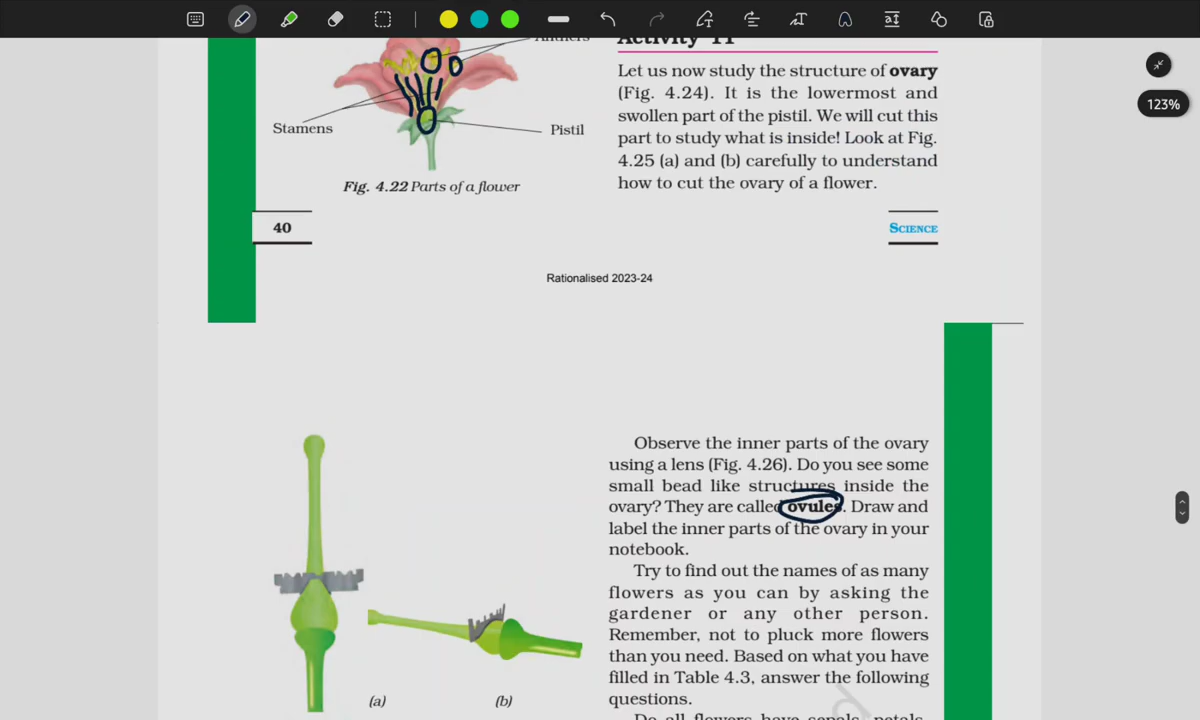 123%
Anthers
Activity 11
Let us now study the structure of ovary
(Fig. 4.24). It is the lowermost and
swollen part of the pistil. We will cut this
part to study what is inside! Look at Fig.
4.25 (a) and (b) carefully to understand
how to cut the ovary of a flower.
Stamens
Pistil
Fig. 4.22 Parts of a flower
40
SCIENCE
Rationalised 2023-24
Observe the inner parts of the ovary
using a lens (Fig. 4.26). Do you see some
small bead like structures inside the
ovary? They are called ovules. Draw and
label the inner parts of the ovary in your
notebook.
Try to find out the names of as many
flowers as you can by asking the
gardener or any other person.
Remember, not to pluck more flowers
than you need. Based on what you have
filled in Table 4.3, answer the following
questions.
Do all flowers have sepals, petals,
(a)
(b)